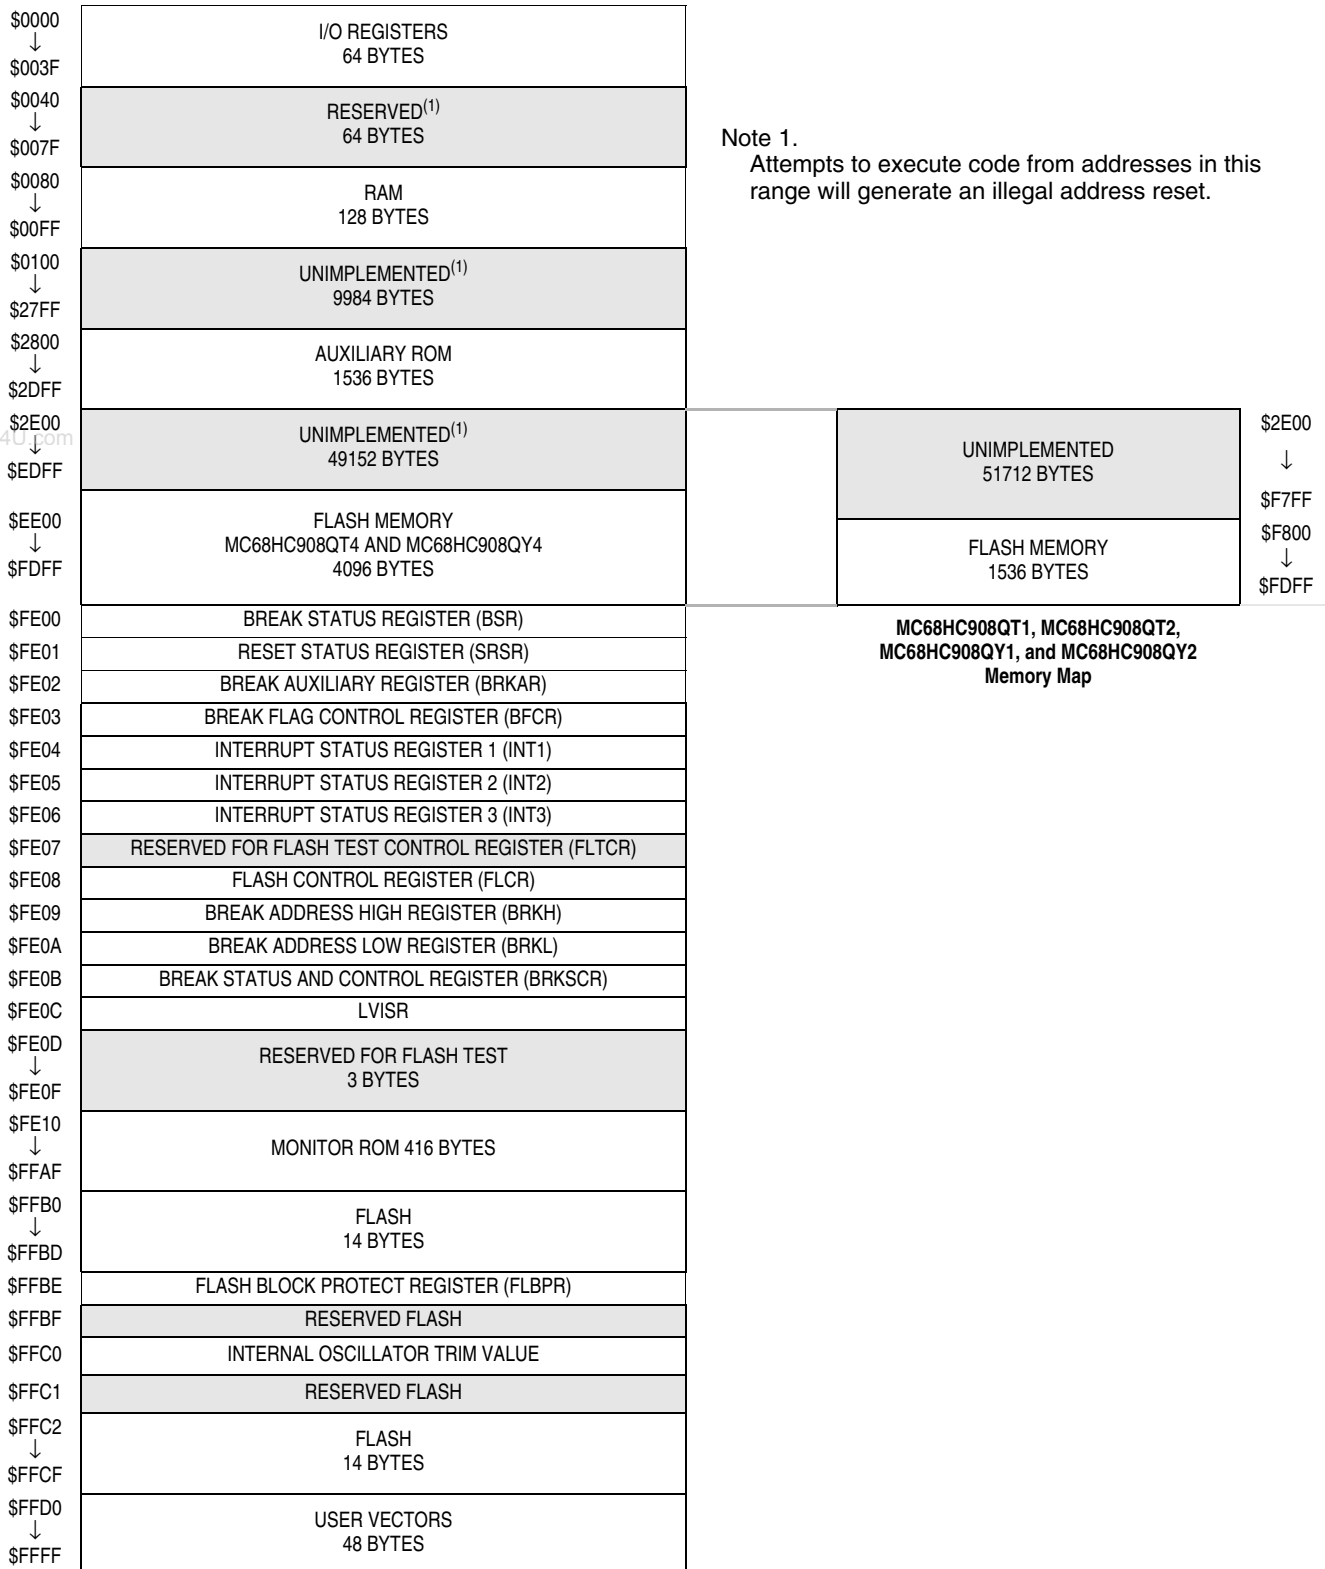 $0000
↓
$003F
I/O REGISTERS
64 BYTES
$0040
↓
$007F
RESERVED(1)
64 BYTES
Note 1.
Attempts to execute code from addresses in this
range will generate an illegal address reset.
$0080
↓
$00FF
RAM
128 BYTES
$0100
↓
$27FF
UNIMPLEMENTED(1)
9984 BYTES
$2800
↓
$2DFF
AUXILIARY ROM
1536 BYTES
$2E00
↓
$EDFF
4U.com
UNIMPLEMENTED(1)
49152 BYTES
UNIMPLEMENTED
51712 BYTES
$2E00
↓
$F7FF
$EE00
↓
$FDFF
FLASH MEMORY
MC68HC908QT4 AND MC68HC908QY4
4096 BYTES
FLASH MEMORY
1536 BYTES
$F800
↓
$FDFF
MC68HC908QT1, MC68HC908QT2,
MC68HC908QY1, and MC68HC908QY2
Memory Map
$FE00 BREAK STATUS REGISTER (BSR)
$FE01 RESET STATUS REGISTER (SRSR)
$FE02 BREAK AUXILIARY REGISTER (BRKAR)
$FE03 BREAK FLAG CONTROL REGISTER (BFCR)
$FE04 INTERRUPT STATUS REGISTER 1 (INT1)
$FE05 INTERRUPT STATUS REGISTER 2 (INT2)
$FE06 INTERRUPT STATUS REGISTER 3 (INT3)
$FE07 RESERVED FOR FLASH TEST CONTROL REGISTER (FLTCR)
$FE08 FLASH CONTROL REGISTER (FLCR)
$FE09 BREAK ADDRESS HIGH REGISTER (BRKH)
$FE0A BREAK ADDRESS LOW REGISTER (BRKL)
$FE0B BREAK STATUS AND CONTROL REGISTER (BRKSCR)
$FE0C LVISR
$FE0D
↓
$FE0F
RESERVED FOR FLASH TEST
3 BYTES
$FE10
↓
$FFAF
MONITOR ROM 416 BYTES
$FFB0
↓
$FFBD
FLASH
14 BYTES
$FFBE FLASH BLOCK PROTECT REGISTER (FLBPR)
$FFBF RESERVED FLASH
$FFC0 INTERNAL OSCILLATOR TRIM VALUE
$FFC1 RESERVED FLASH
$FFC2
↓
$FFCF
FLASH
14 BYTES
$FFD0
↓
$FFFF
USER VECTORS
48 BYTES